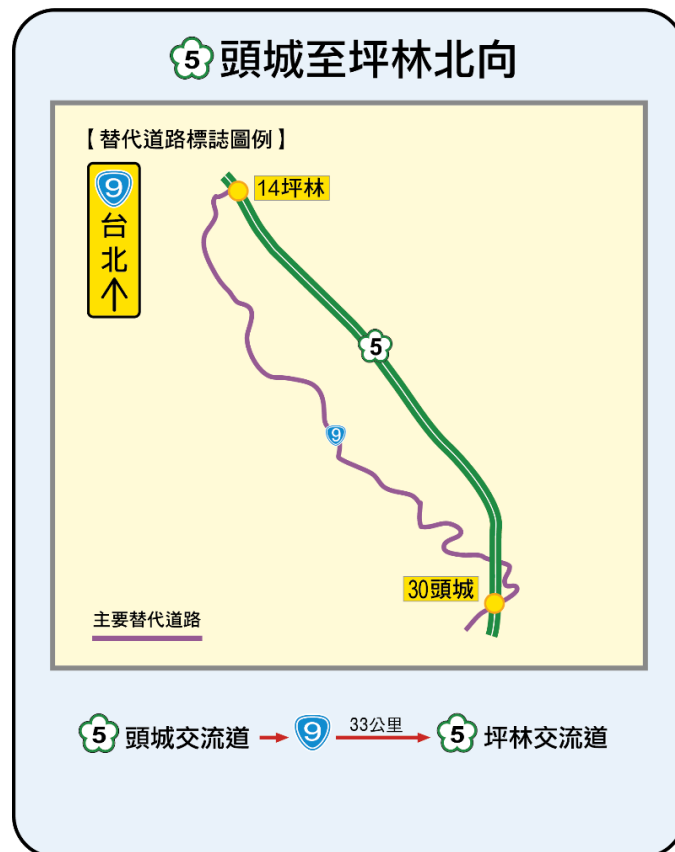 5 頭城至坪林北向
【替代道路標誌圖例】
9
台
北
14坪林
5
9
30頭城
主要替代道路
5 頭城交流道 9 33公里 5 坪林交流道